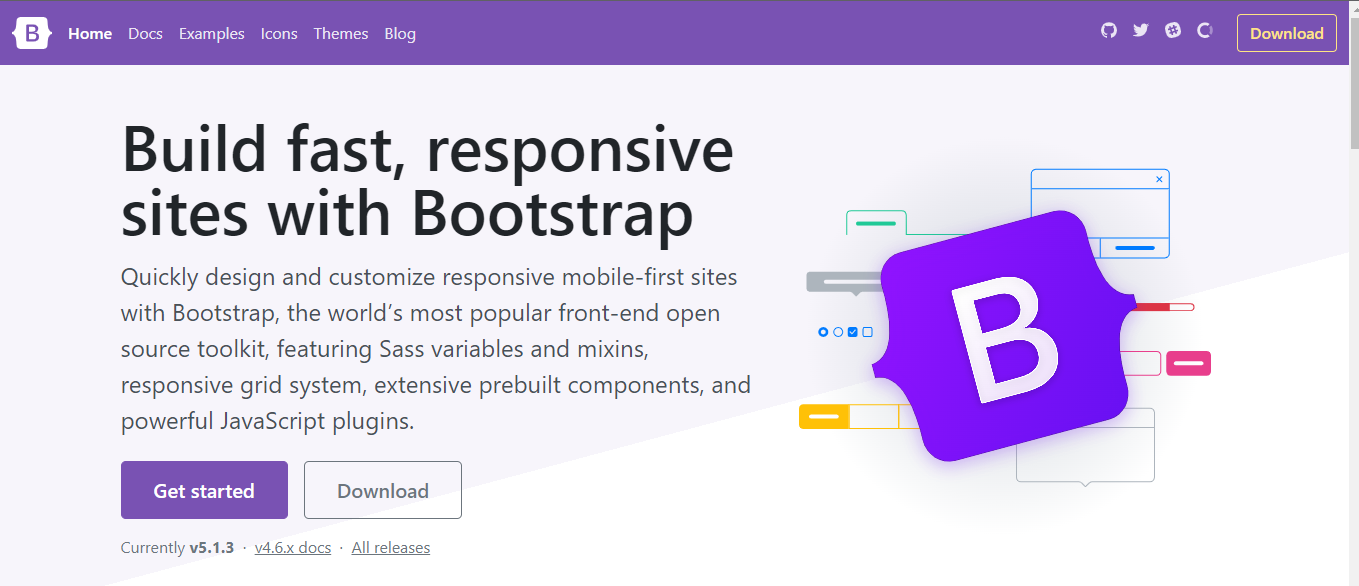 B Home Docs Examples Icons Themes Blog Download
Build fast, responsive
sites with Bootstrap
Quickly design and customize responsive mobile-first sites
with Bootstrap, the world’s most popular front-end open
source toolkit, featuring Sass variables and mixins,
responsive grid system, extensive prebuilt components, and
powerful JavaScript plugins.
B
Get started Download
Currently v5.1.3 · v4.6.x docs · All releases